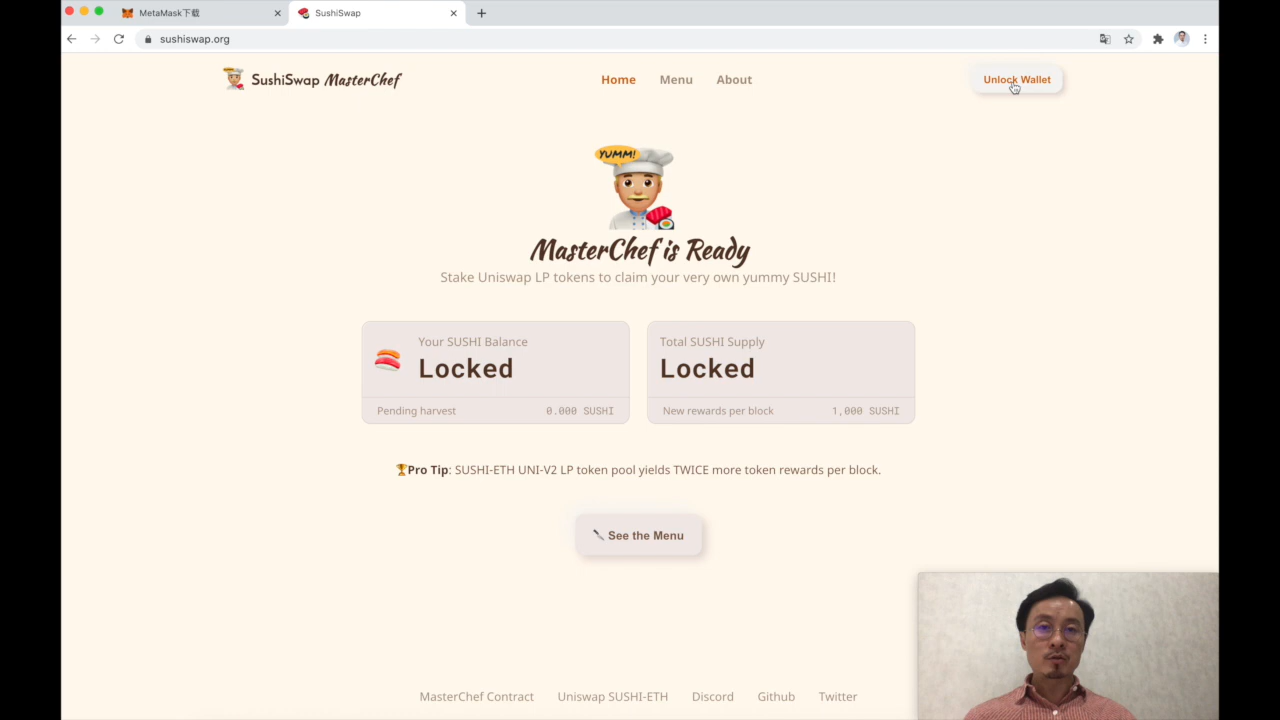 MetaMask下载
SushiSwap
sushiswap.org
SushiSwap MasterChef
Home
Menu
About
Unlock Wallet
YUMM!
MasterChef is Ready
Stake Uniswap LP tokens to claim your very own yummy SUSHI!
Your SUSHI Balance
Locked
Pending harvest
0.000 SUSHI
Total SUSHI Supply
Locked
New rewards per block
1,000 SUSHI
Pro Tip: SUSHI-ETH UNI-V2 LP token pool yields TWICE more token rewards per block.
See the Menu
MasterChef Contract
Uniswap SUSHI-ETH
Discord
Github
Twitter